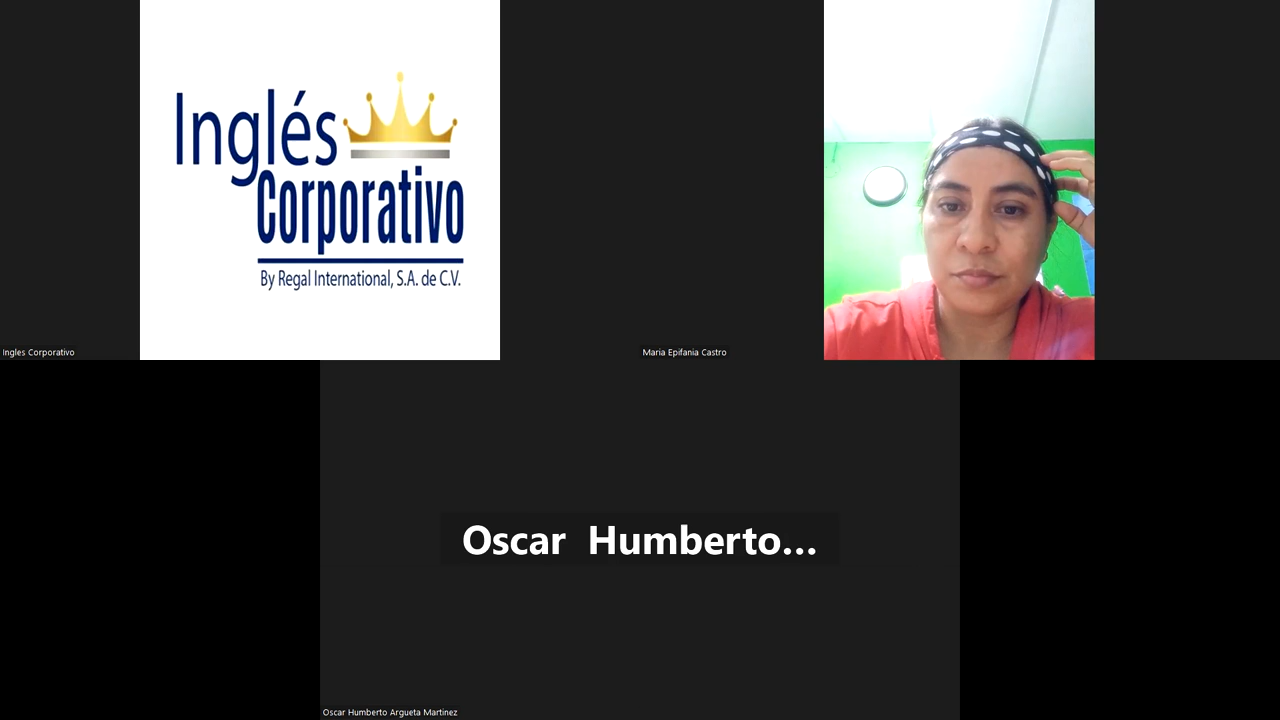 Inglés
Corporativo
By Regal International, S.A. de C.V.
Ingles Corporativo
Maria Epifania Castro
Oscar Humberto...
Oscar Humberto Argueta Martinez